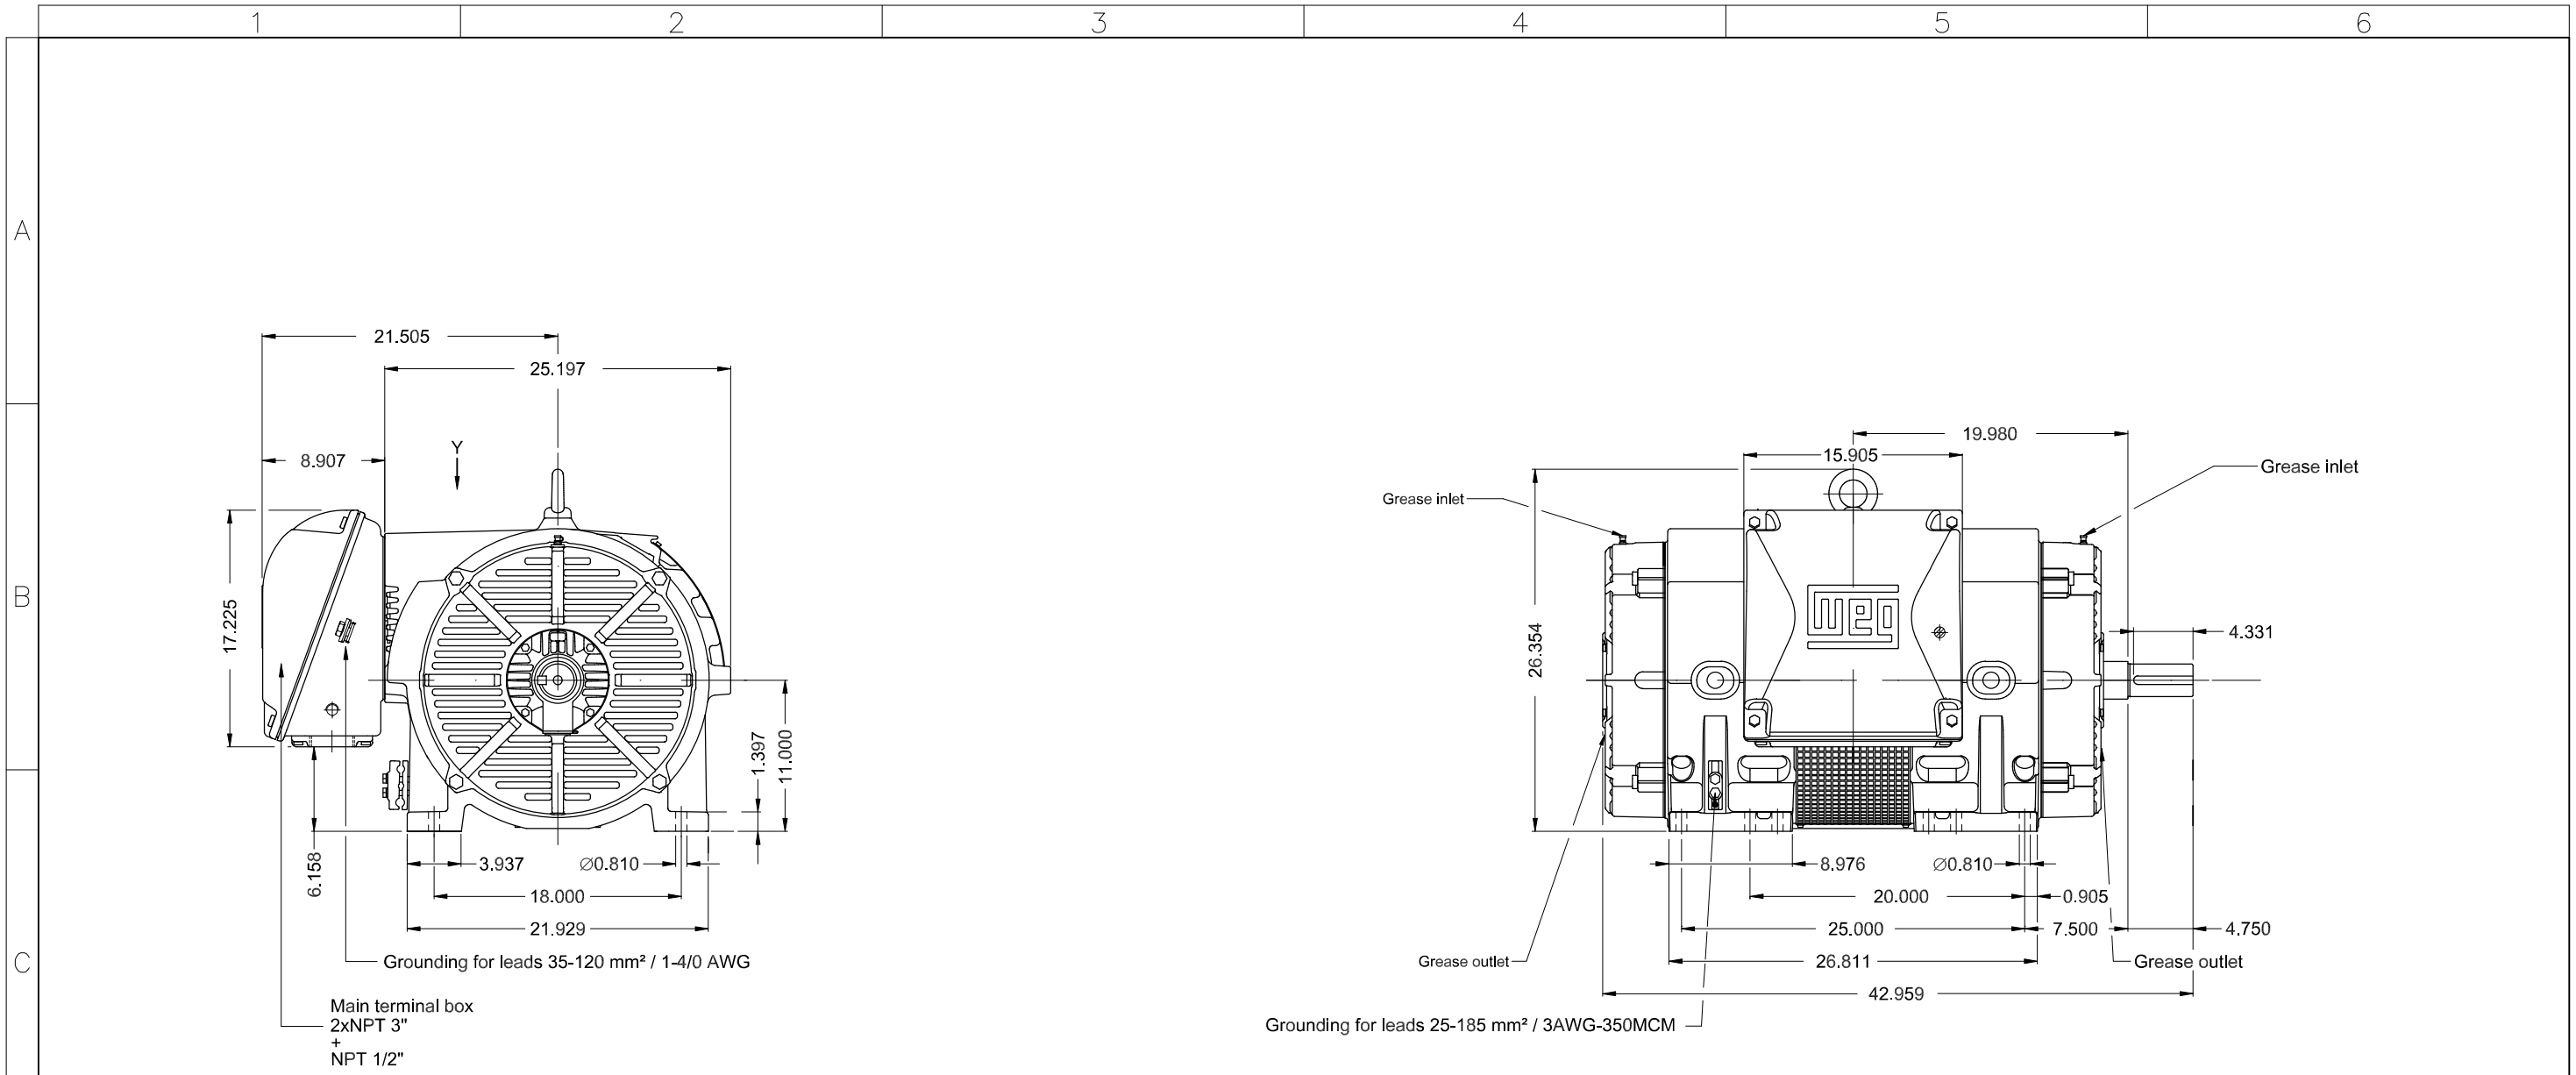 1 2 3 4 5 6
A
B
C
21.505
25.197
8.907
Y
17.225
6.158
1.397
11.000
3.937
Ø0.810
18.000
21.929
Grounding for leads 35-120 mm² / 1-4/0 AWG
Main terminal box
2xNPT 3"
+
NPT 1/2"
19.980
15.905
Grease inlet
Grease inlet
26.354
WEG
4.331
8.976
Ø0.810
20.000
0.905
25.000
7.500
4.750
Grease outlet
26.811
Grease outlet
42.959
Grounding for leads 25-185 mm² / 3AWG-350MCM